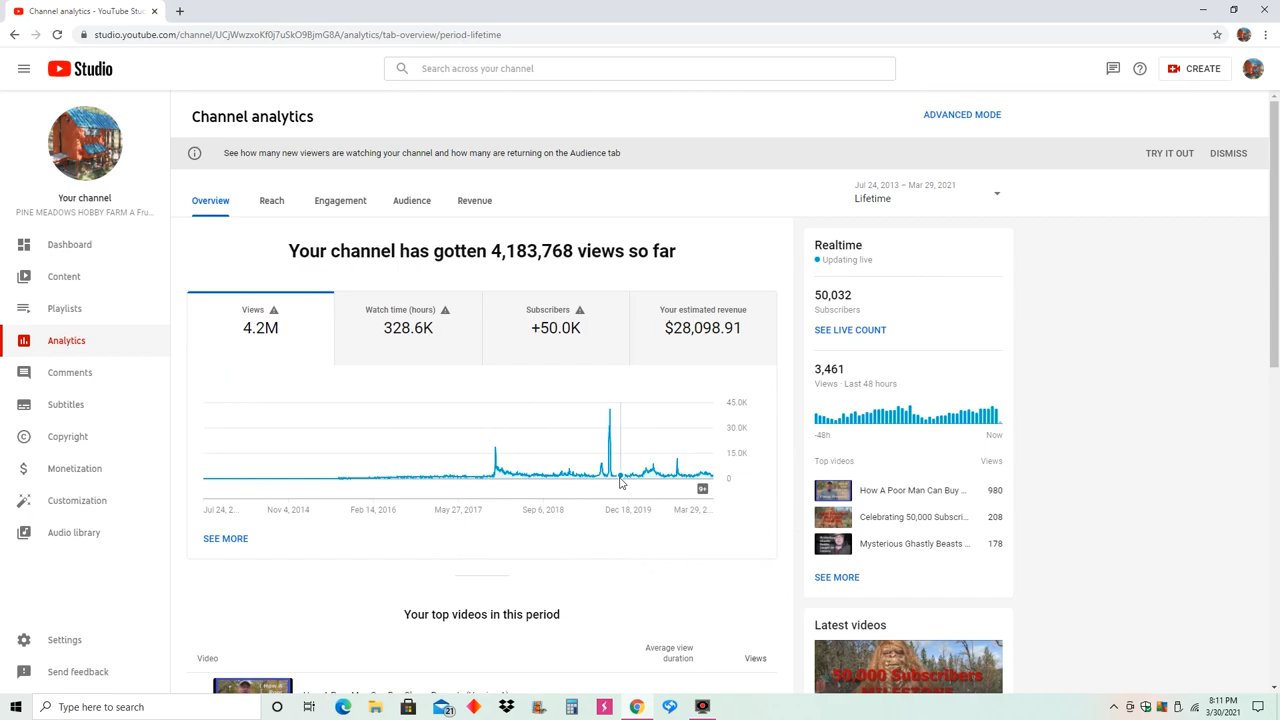 Channel analytics - YouTube Stu
studio.youtube.com/channel/UCjWwzxoKf0j7uSkO9BjmG8A/analytics/tab-overview/period-lifetime
Studio
Search across your channel
CREATE
Your channel
PINE MEADOWS HOBBY FARM A Fru...
Dashboard
Content
Playlists
Analytics
Comments
Subtitles
Copyright
Monetization
Customization
Audio library
Settings
Send feedback
Channel analytics
ADVANCED MODE
See how many new viewers are watching your channel and how many are returning on the Audience tab
TRY IT OUT DISMISS
Overview Reach Engagement Audience Revenue
Jul 24, 2013 – Mar 29, 2021
Lifetime
Your channel has gotten 4,183,768 views so far
Views
4.2M
Watch time (hours)
328.6K
Subscribers
+50.0K
Your estimated revenue
$28,098.91
45.0K
30.0K
15.0K
0
9+
Jul 24, 2... Nov 4, 2014 Feb 14, 2016 May 27, 2017 Sep 6, 2018 Dec 18, 2019 Mar 29, 2...
SEE MORE
Your top videos in this period
Video
Average view
duration
Views
Realtime
Updating live
50,032
Subscribers
SEE LIVE COUNT
3,461
Views · Last 48 hours
-48h Now
Top videos Views
How A Poor Man Can Buy ... 980
Celebrating 50,000 Subscri... 208
Mysterious Ghastly Beasts ... 178
SEE MORE
Latest videos
50,000 Subscribers
MILESTONE
Type here to search
21
8:11 PM
3/30/2021